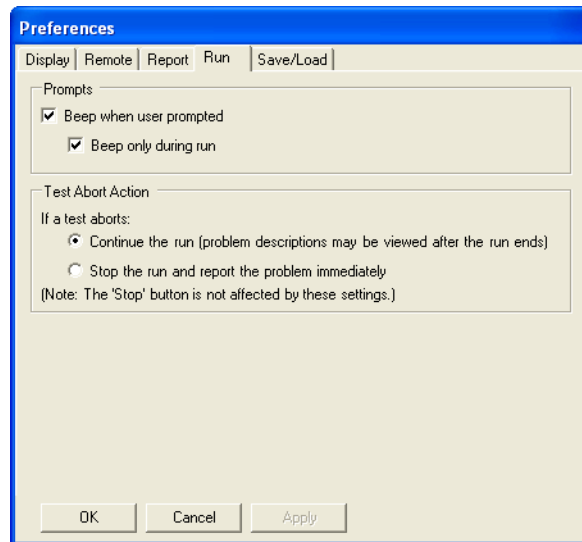 Preferences
Display Remote Report Run Save/Load
Prompts
Beep when user prompted
Beep only during run
Test Abort Action
If a test aborts:
Continue the run (problem descriptions may be viewed after the run ends)
Stop the run and report the problem immediately
(Note: The 'Stop' button is not affected by these settings.)
OK Cancel Apply